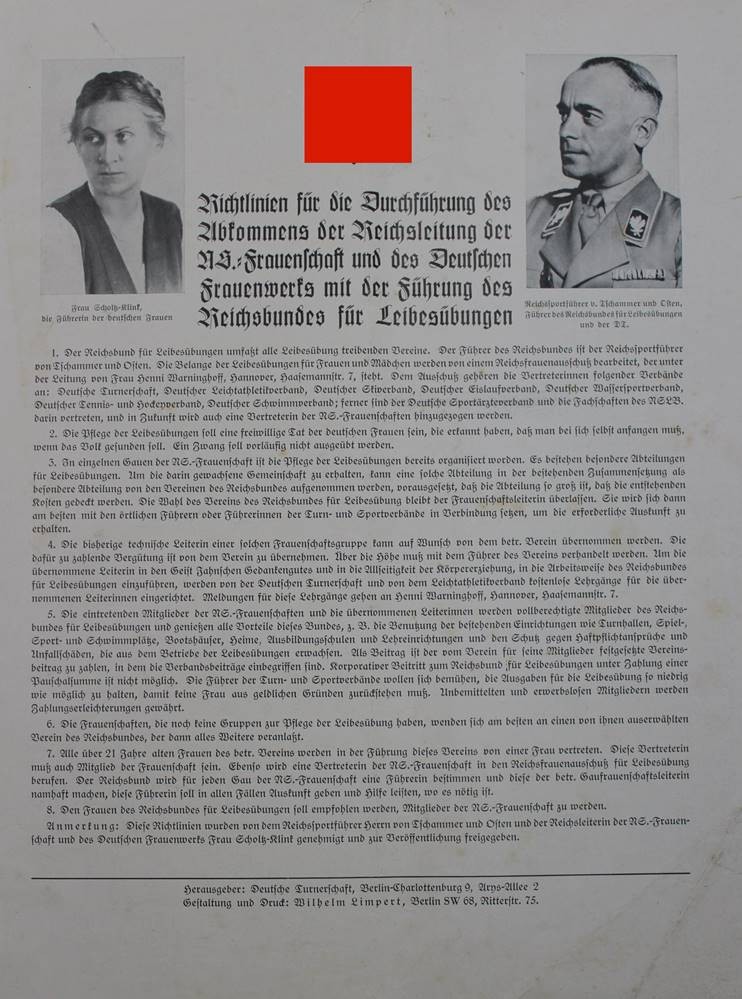 Richtlinien für die Durchführung des
Abkommens der Reichsleitung der
NS.-Frauenschaft und des Deutschen
Frauenwerks mit der Führung des
Reichsbundes für Leibesübungen
Frau Scholtz-Klink,
die Führerin der deutschen Frauen
Reichssportführer v. Tschammer und Osten,
Führer des Reichsbundes für Leibesübungen
und der DT.
1. Der Reichsbund für Leibesübungen umfaßt alle Leibesübung treibenden Vereine. Der Führer des Reichsbundes ist der Reichssportführer
von Tschammer und Osten. Die Belange der Leibesübungen für Frauen und Mädchen werden von einem Reichsfrauenausschuß bearbeitet, der unter
der Leitung von Frau Henni Warninghoff, Hannover, Haasemannstr. 7, steht. Dem Ausschuß gehören die Vertreterinnen folgender Verbände
an: Deutsche Turnerschaft, Deutscher Leichtathletikverband, Deutscher Skiverband, Deutscher Eislaufverband, Deutscher Wassersportverband,
Deutscher Tennis- und Hockeyverband, Deutscher Schwimmverband; ferner sind der Deutsche Sportärzteverband und die Fachschaften des NSLB.
darin vertreten, und in Zukunft wird auch eine Vertreterin der NS.-Frauenschaften hinzugezogen werden.
2. Die Pflege der Leibesübungen soll eine freiwillige Tat der deutschen Frauen sein, die erkannt haben, daß man bei sich selbst anfangen muß,
wenn das Volk gesunden soll. Ein Zwang soll vorläufig nicht ausgeübt werden.
3. In einzelnen Gauen der NS.-Frauenschaft ist die Pflege der Leibesübungen bereits organisiert worden. Es bestehen besondere Abteilungen
für Leibesübungen. Um die darin gewachsene Gemeinschaft zu erhalten, kann eine solche Abteilung in der bestehenden Zusammensetzung als
besondere Abteilung von den Vereinen des Reichsbundes aufgenommen werden, vorausgesetzt, daß die Abteilung so groß ist, daß die entstehenden
Kosten gedeckt werden. Die Wahl des Vereins des Reichsbundes für Leibesübung bleibt der Frauenschaftsleiterin überlassen. Sie wird sich dann
am besten mit den örtlichen Führern oder Führerinnen der Turn- und Sportverbände in Verbindung setzen, um die erforderliche Auskunft zu
erhalten.
4. Die bisherige technische Leiterin einer solchen Frauenschaftsgruppe kann auf Wunsch von dem betr. Verein übernommen werden. Die
dafür zu zahlende Vergütung ist von dem Verein zu übernehmen. Über die Höhe muß mit dem Führer des Vereins verhandelt werden. Um die
übernommene Leiterin in den Geist Jahnschen Gedankengutes und in die Allseitigkeit der Körpererziehung, in die Arbeitsweise des Reichsbundes
für Leibesübungen einzuführen, werden von der Deutschen Turnerschaft und von dem Leichtathletikverband kostenlose Lehrgänge für die über-
nommenen Leiterinnen eingerichtet. Meldungen für diese Lehrgänge gehen an Henni Warninghoff, Hannover, Haasemannstr. 7.
5. Die eintretenden Mitglieder der NS.-Frauenschaften und die übernommenen Leiterinnen werden vollberechtigte Mitglieder des Reichs-
bundes für Leibesübungen und genießen alle Vorteile dieses Bundes, z. B. die Benutzung der bestehenden Einrichtungen wie Turnhallen, Spiel-,
Sport- und Schwimmplätze, Bootshäuser, Heime, Ausbildungsschulen und Lehreinrichtungen und den Schutz gegen Haftpflichtansprüche und
Unfallschäden, die aus dem Betriebe der Leibesübungen erwachsen. Als Beitrag ist der vom Verein für seine Mitglieder festgesetzte Vereins-
beitrag zu zahlen, in dem die Verbandsbeiträge einbegriffen sind. Korporativer Beitritt zum Reichsbund für Leibesübungen unter Zahlung einer
Pauschalsumme ist nicht möglich. Die Führer der Turn- und Sportverbände wollen sich bemühen, die Ausgaben für die Leibesübung so niedrig
wie möglich zu halten, damit keine Frau aus geldlichen Gründen zurückstehen muß. Unbemittelten und erwerbslosen Mitgliedern werden
Zahlungserleichterungen gewährt.
6. Die Frauenschaften, die noch keine Gruppen zur Pflege der Leibesübung haben, wenden sich am besten an einen von ihnen auserwählten
Verein des Reichsbundes, der dann alles Weitere veranlaßt.
7. Alle über 21 Jahre alten Frauen des betr. Vereins werden in der Führung dieses Vereins von einer Frau vertreten. Diese Vertreterin
muß auch Mitglied der Frauenschaft sein. Ebenso wird eine Vertreterin der NS.-Frauenschaft in den Reichsfrauenausschuß für Leibesübung
berufen. Der Reichsbund wird für jeden Gau der NS.-Frauenschaft eine Führerin bestimmen und diese der betr. Gaufrauenschaftsleiterin
namhaft machen, diese Führerin soll in allen Fällen Auskunft geben und Hilfe leisten, wo es nötig ist.
8. Den Frauen des Reichsbundes für Leibesübungen soll empfohlen werden, Mitglieder der NS.-Frauenschaft zu werden.
Anmerkung: Diese Richtlinien wurden von dem Reichssportführer Herrn von Tschammer und Osten und der Reichsleiterin der NS.-Frauen-
schaft und des Deutschen Frauenwerks Frau Scholtz-Klink genehmigt und zur Veröffentlichung freigegeben.
Herausgeber: Deutsche Turnerschaft, Berlin-Charlottenburg 9, Arys-Allee 2
Gestaltung und Druck: Wilhelm Limpert, Berlin SW 68, Ritterstr. 75.